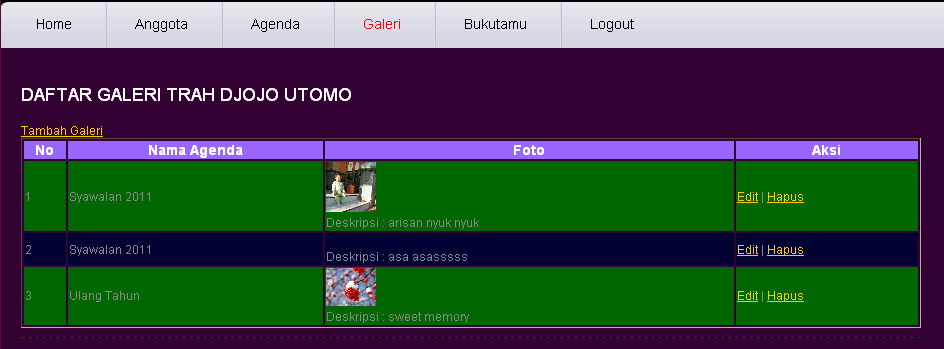 Home Anggota Agenda Galeri Bukutamu Logout
DAFTAR GALERI TRAH DJOJO UTOMO
Tambah Galeri
No Nama Agenda Foto Aksi
1 Syawalan 2011 Edit | Hapus
Deskripsi : arisan nyuk nyuk
2 Syawalan 2011 Edit | Hapus
Deskripsi : asa asasssss
3 Ulang Tahun Edit | Hapus
Deskripsi : sweet memory